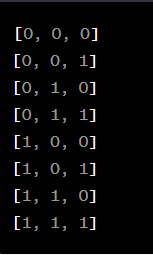 [0, 0, 0]
[0, 0, 1]
[0, 1, 0]
[0, 1, 1]
[1, 0, 0]
[1, 0, 1]
[1, 1, 0]
[1, 1, 1]